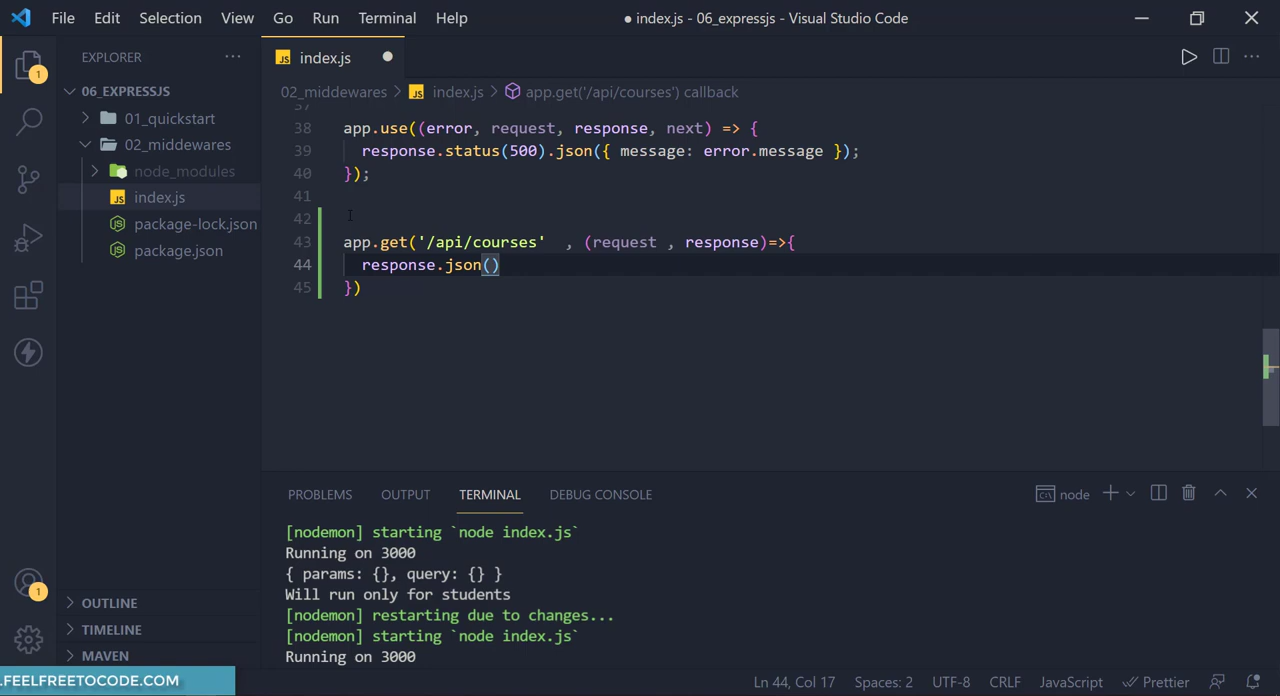 File Edit Selection View Go Run Terminal Help
● index.js - 06_expressjs - Visual Studio Code
EXPLORER
1
06_EXPRESSJS
01_quickstart
02_middewares
node_modules
JS index.js
package-lock.json
package.json
OUTLINE
TIMELINE
MAVEN
1
JS index.js
02_middewares > JS index.js > app.get('/api/courses') callback
37
38 app.use((error, request, response, next) => {
39 response.status(500).json({ message: error.message });
40 });
41
42
43 app.get('/api/courses'  , (request , response)=>{
44 response.json()
45 })
PROBLEMS OUTPUT TERMINAL DEBUG CONSOLE
node
[nodemon] starting `node index.js`
Running on 3000
{ params: {}, query: {} }
Will run only for students
[nodemon] restarting due to changes...
[nodemon] starting `node index.js`
Running on 3000
.FEELFREETOCODE.COM
Ln 44, Col 17 Spaces: 2 UTF-8 CRLF JavaScript Prettier